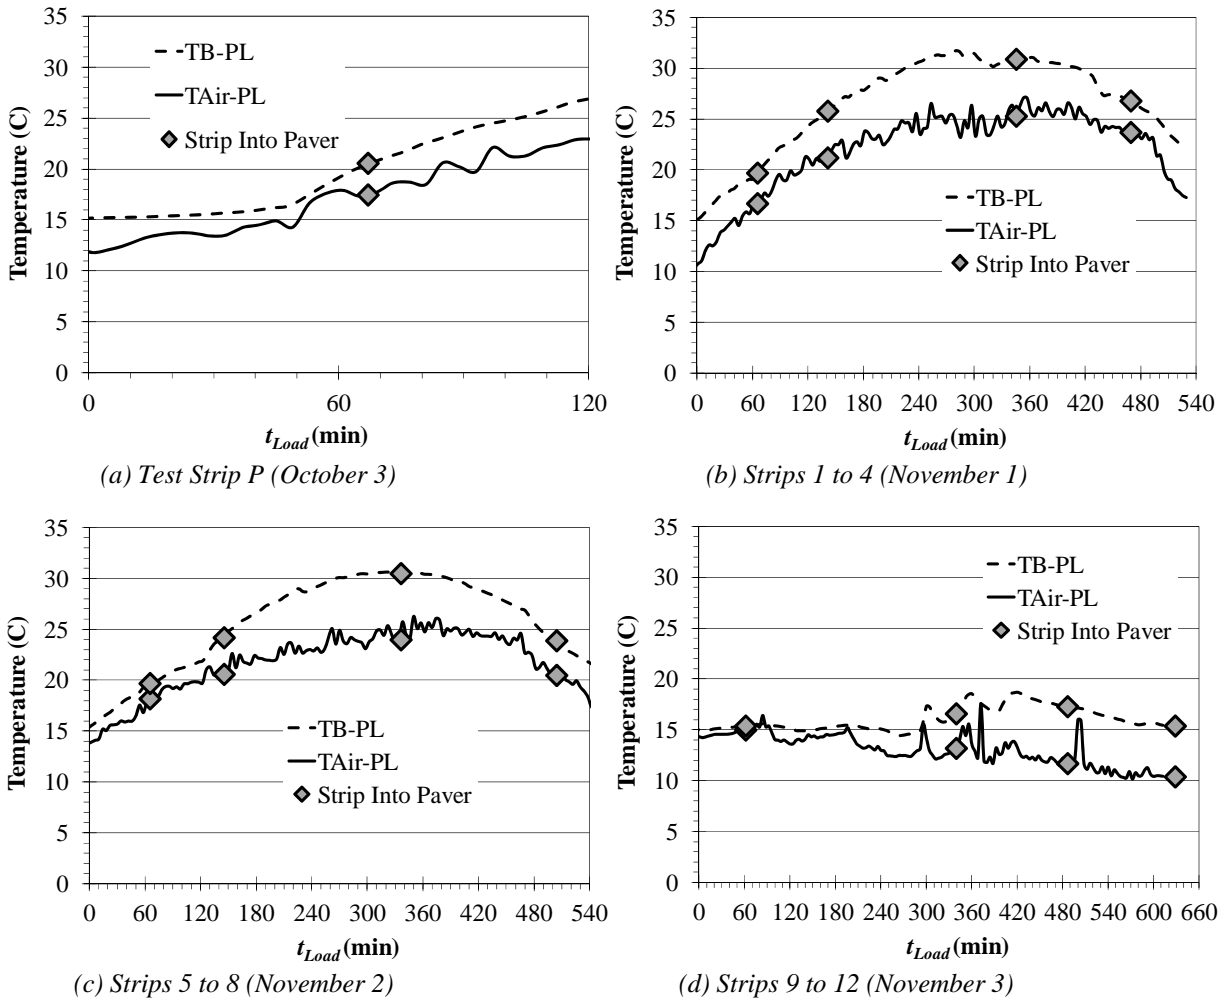 35
30
25
20
15
10
5
0
Temperature (C)
TB-PL
TAir-PL
Strip Into Paver
0 60 120
tLoad (min)
(a) Test Strip P (October 3)
35
30
25
20
15
10
5
0
Temperature (C)
TB-PL
TAir-PL
Strip Into Paver
0 60 120 180 240 300 360 420 480 540
tLoad (min)
(b) Strips 1 to 4 (November 1)
35
30
25
20
15
10
5
0
Temperature (C)
TB-PL
TAir-PL
Strip Into Paver
0 60 120 180 240 300 360 420 480 540
tLoad (min)
(c) Strips 5 to 8 (November 2)
35
30
25
20
15
10
5
0
Temperature (C)
TB-PL
TAir-PL
Strip Into Paver
0 60 120 180 240 300 360 420 480 540 600 660
tLoad (min)
(d) Strips 9 to 12 (November 3)